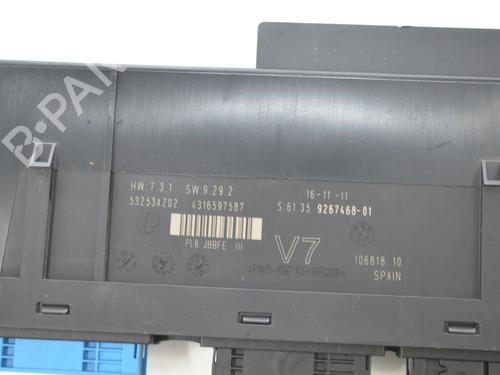 B-PARTS
HW:7.3.1 SW:9.29.2 16-11-11
53253AZ02 4316597587 S:61.35 9267468-01
PL6 JBBFE III
V7
106818 10
SPAIN